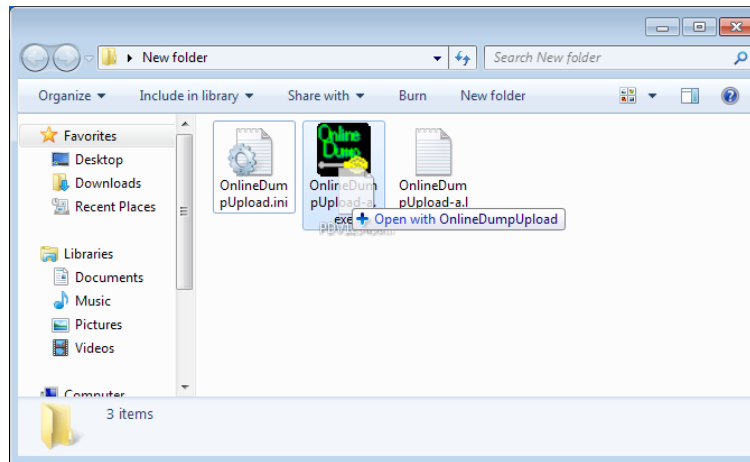 New folder
Search New folder
Organize
Include in library
Share with
Burn
New folder
Favorites
Desktop
Downloads
Recent Places
Libraries
Documents
Music
Pictures
Videos
Computer
Online
Dump
OnlineDum
pUpload.ini
OnlineDum
pUpload-a.
exe
OnlineDum
pUpload-a.l
Open with OnlineDumpUpload
3 items